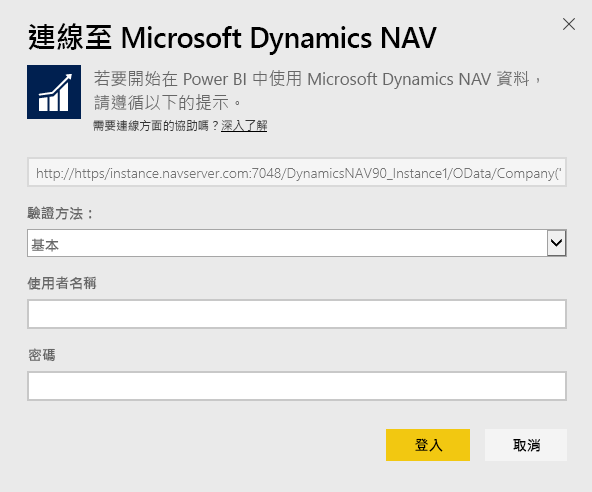 連線至 Microsoft Dynamics NAV
若要開始在 Power BI 中使用 Microsoft Dynamics NAV 資料，
請遵循以下的提示。
需要連線方面的協助嗎？深入了解
http://https/instance.navserver.com:7048/DynamicsNAV90_Instance1/OData/Company('
驗證方法：
基本
使用者名稱
密碼
登入
取消